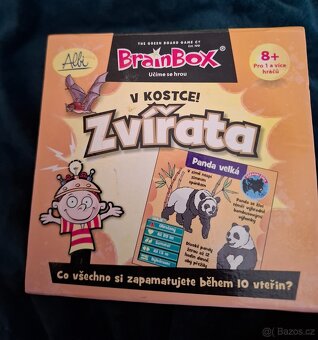 THE GREEN BOARD GAME CO
Albi
BRAINBOX
Učíme se hrou
8+
Pro 1 a více
hráčů
V KOSTCE!
Zvířata
Panda velká
Co všechno si zapamatujete během 10 vteřin?
Bazoš.cz